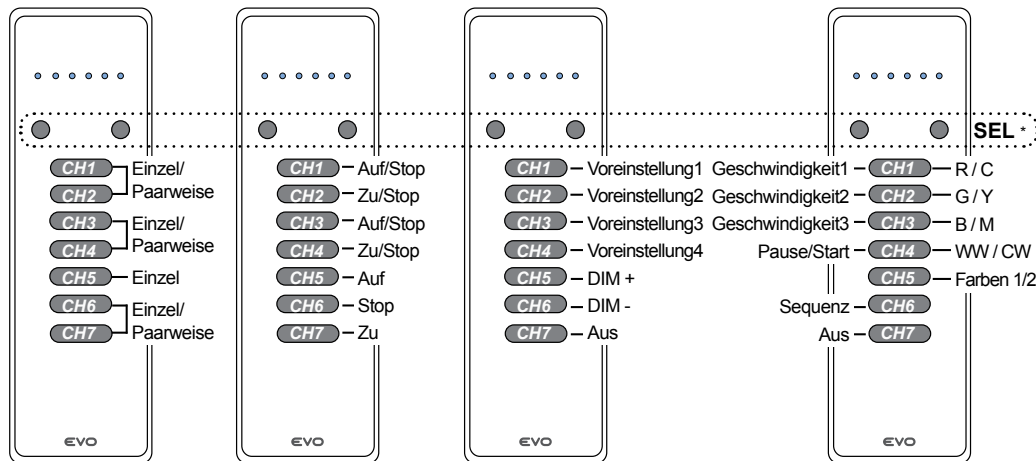 SEL *
CH1 Einzel/
CH2 Paarweise
CH3 Einzel/
CH4 Paarweise
CH5 Einzel
CH6 Einzel/
CH7 Paarweise
EVO
CH1 Auf/Stop
CH2 Zu/Stop
CH3 Auf/Stop
CH4 Zu/Stop
CH5 Auf
CH6 Stop
CH7 Zu
EVO
CH1 Voreinstellung1
CH2 Voreinstellung2
CH3 Voreinstellung3
CH4 Voreinstellung4
CH5 DIM +
CH6 DIM -
CH7 Aus
EVO
Geschwindigkeit1 CH1 R / C
Geschwindigkeit2 CH2 G / Y
Geschwindigkeit3 CH3 B / M
Pause/Start CH4 WW / CW
CH5 Farben 1/2
Sequenz CH6
Aus CH7
EVO